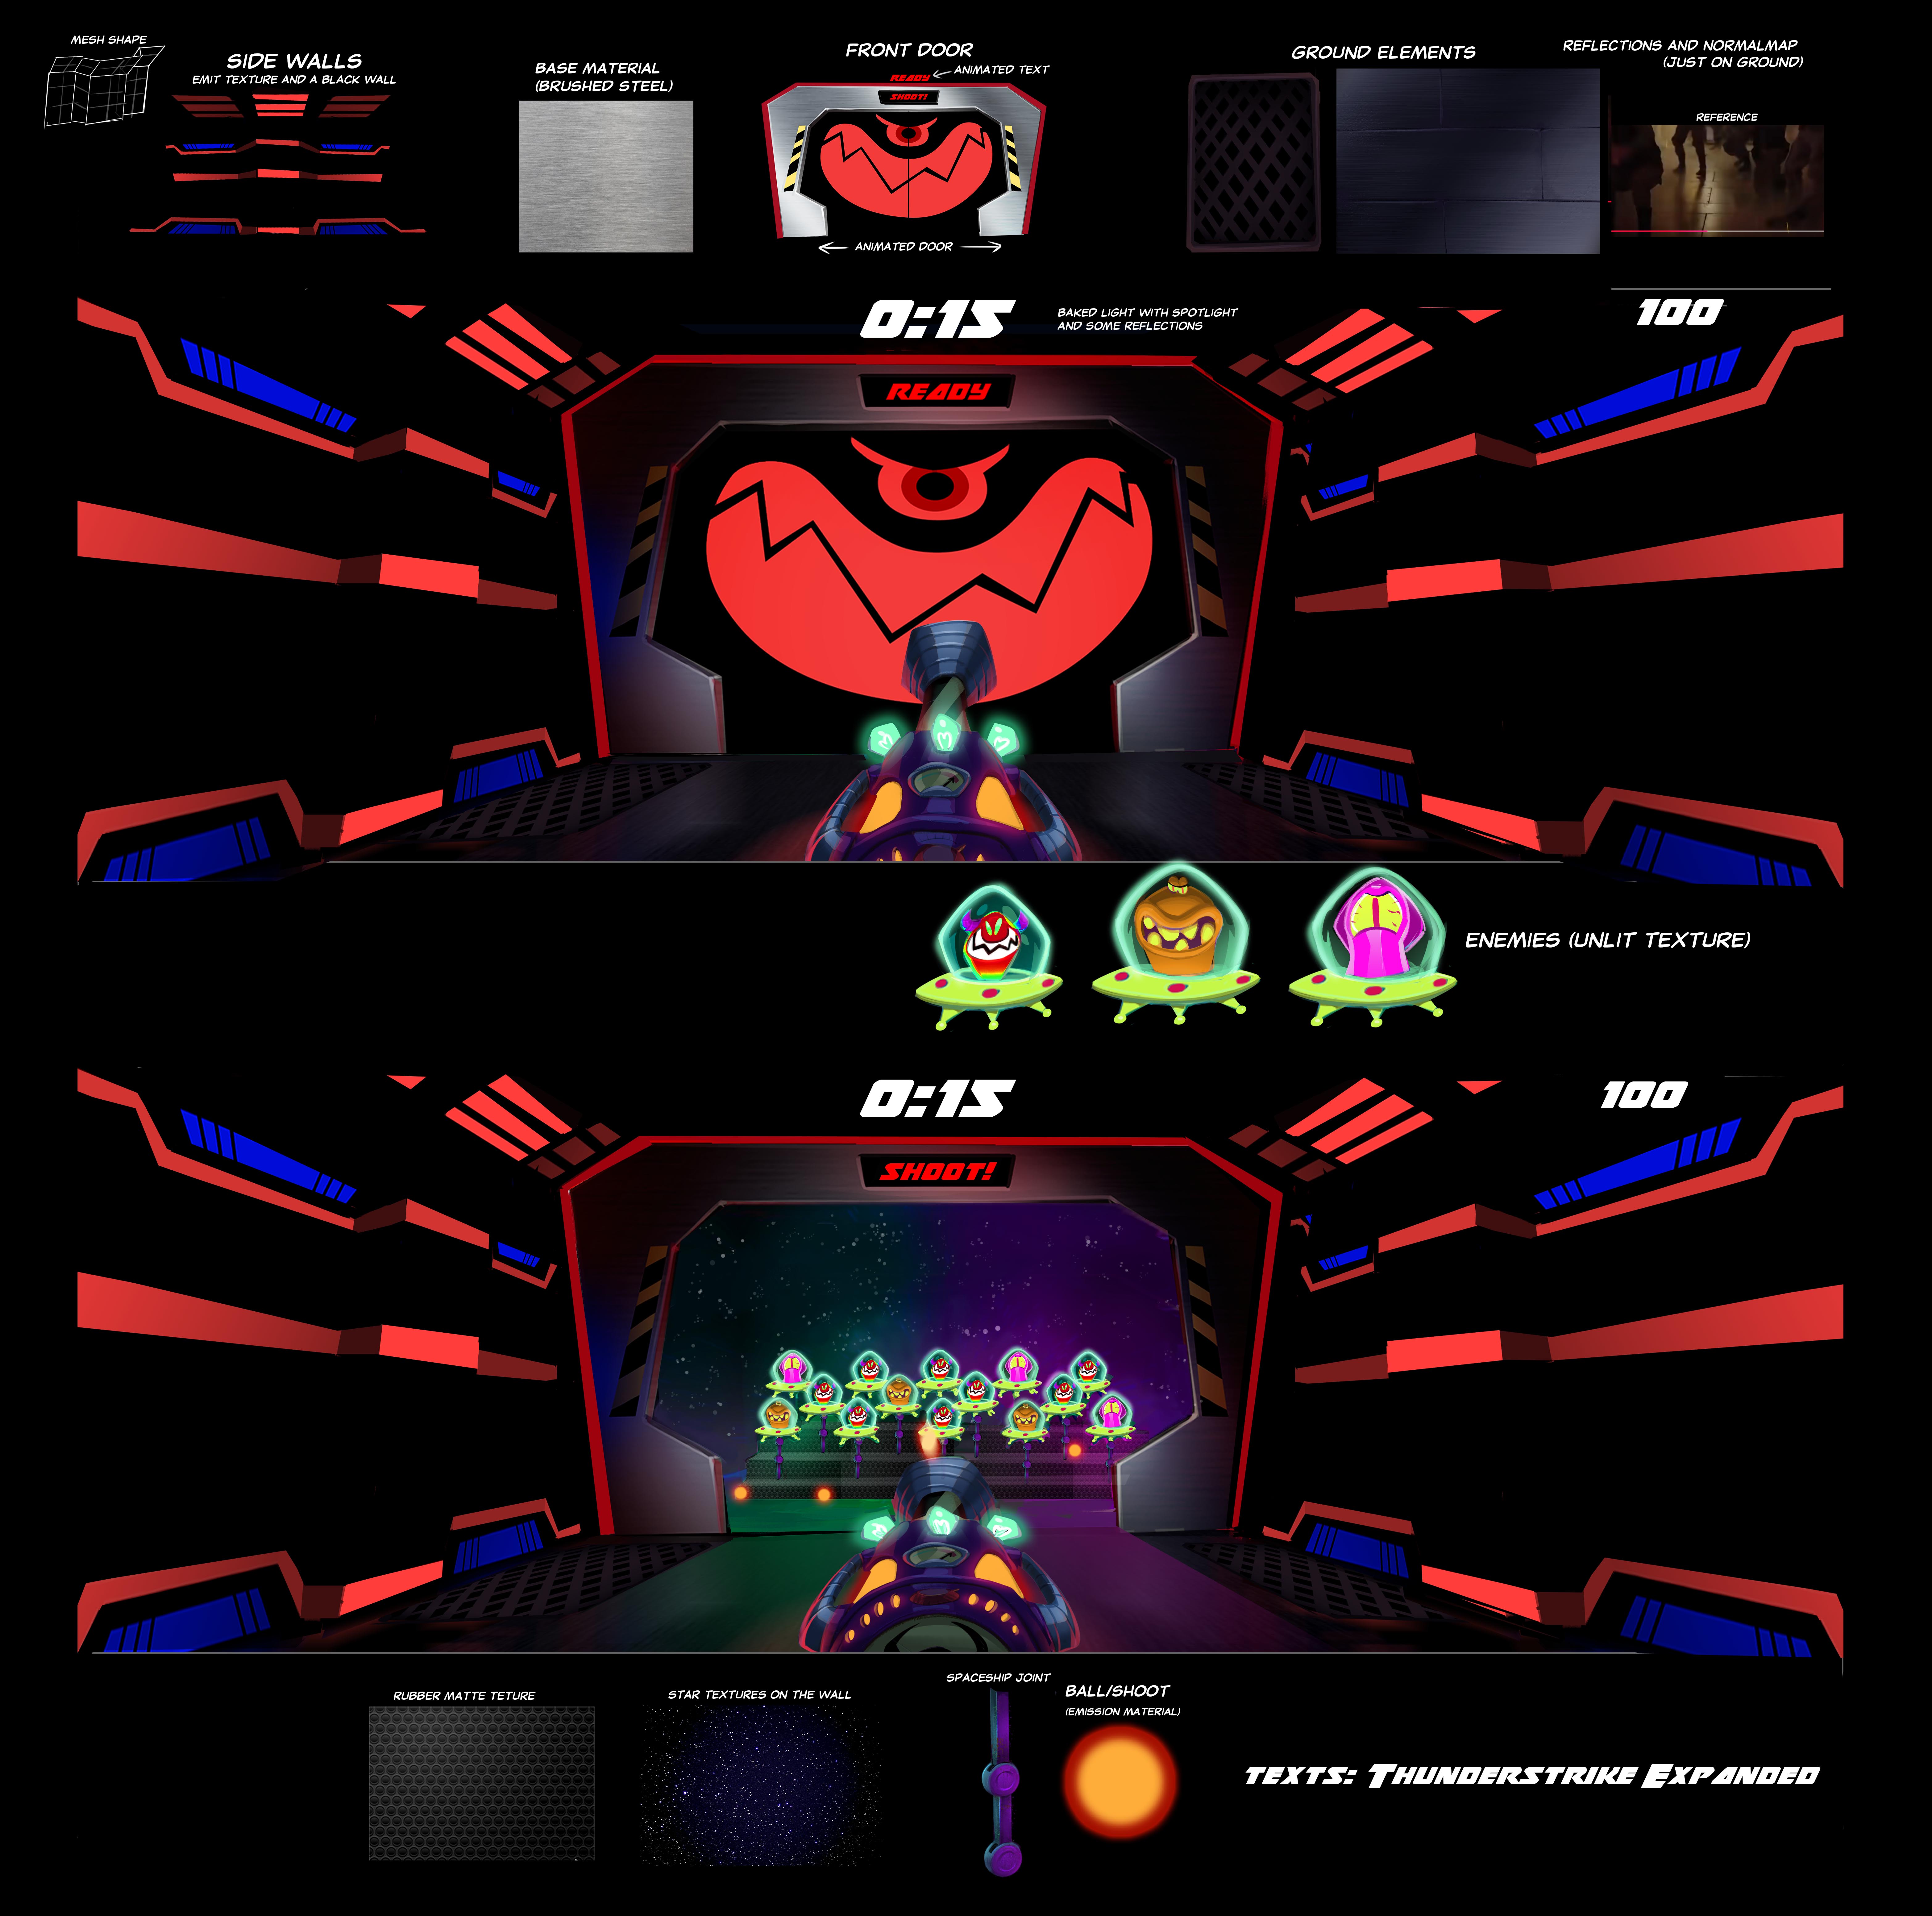 MESH SHAPE
SIDE WALLS
EMIT TEXTURE AND A BLACK WALL
BASE MATERIAL
(BRUSHED STEEL)
FRONT DOOR
READY
ANIMATED TEXT
SHOOT!
ANIMATED DOOR
GROUND ELEMENTS
REFLECTIONS AND NORMALMAP
(JUST ON GROUND)
REFERENCE
0:15
BAKED LIGHT WITH SPOTLIGHT
AND SOME REFLECTIONS
100
READY
ENEMIES (UNLIT TEXTURE)
0:15
100
SHOOT!
RUBBER MATTE TETURE
STAR TEXTURES ON THE WALL
SPACESHIP JOINT
BALL/SHOOT
(EMISSION MATERIAL)
TEXTS: THUNDERSTRIKE EXPANDED